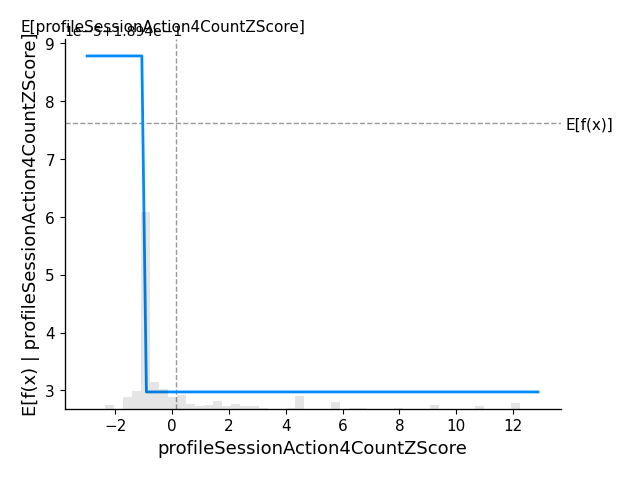 E[profileSessionAction4CountZScore]
1e−5+1.894e−1
9
8
7
6
5
4
3
E[f(x) | profileSessionAction4CountZScore]
E[f(x)]
−2 0 2 4 6 8 10 12
profileSessionAction4CountZScore